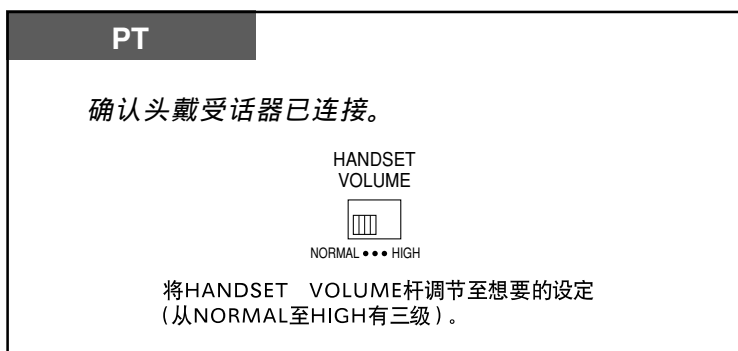 PT
确认头戴受话器已连接。
HANDSET
VOLUME
NORMAL ●●● HIGH
将HANDSET VOLUME杆调节至想要的设定
(从NORMAL至HIGH有三级)。